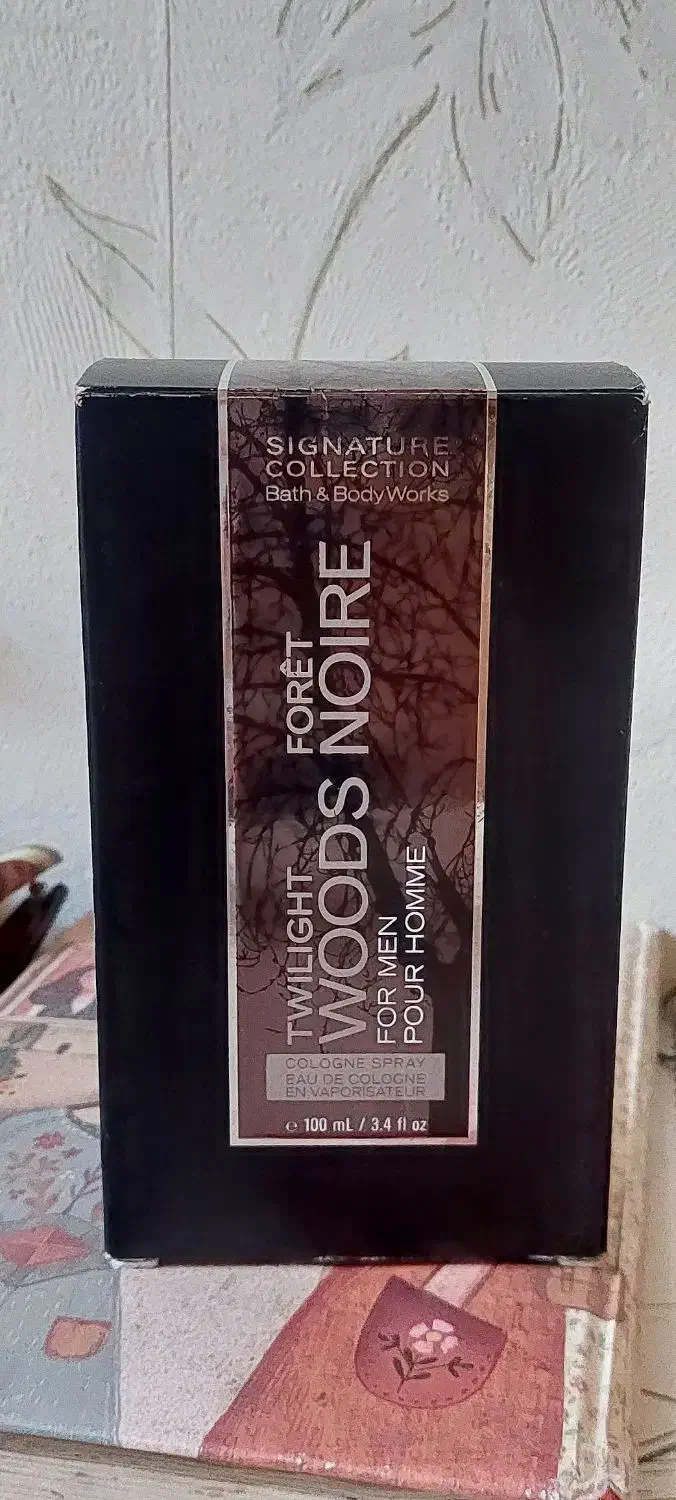 SIGNATURE
COLLECTION
Bath & Body Works
TWILIGHT FORÊT
WOODS NOIRE
FOR MEN
POUR HOMME
COLOGNE SPRAY
EAU DE COLOGNE
EN VAPORISATEUR
℮ 100 mL / 3.4 fl oz